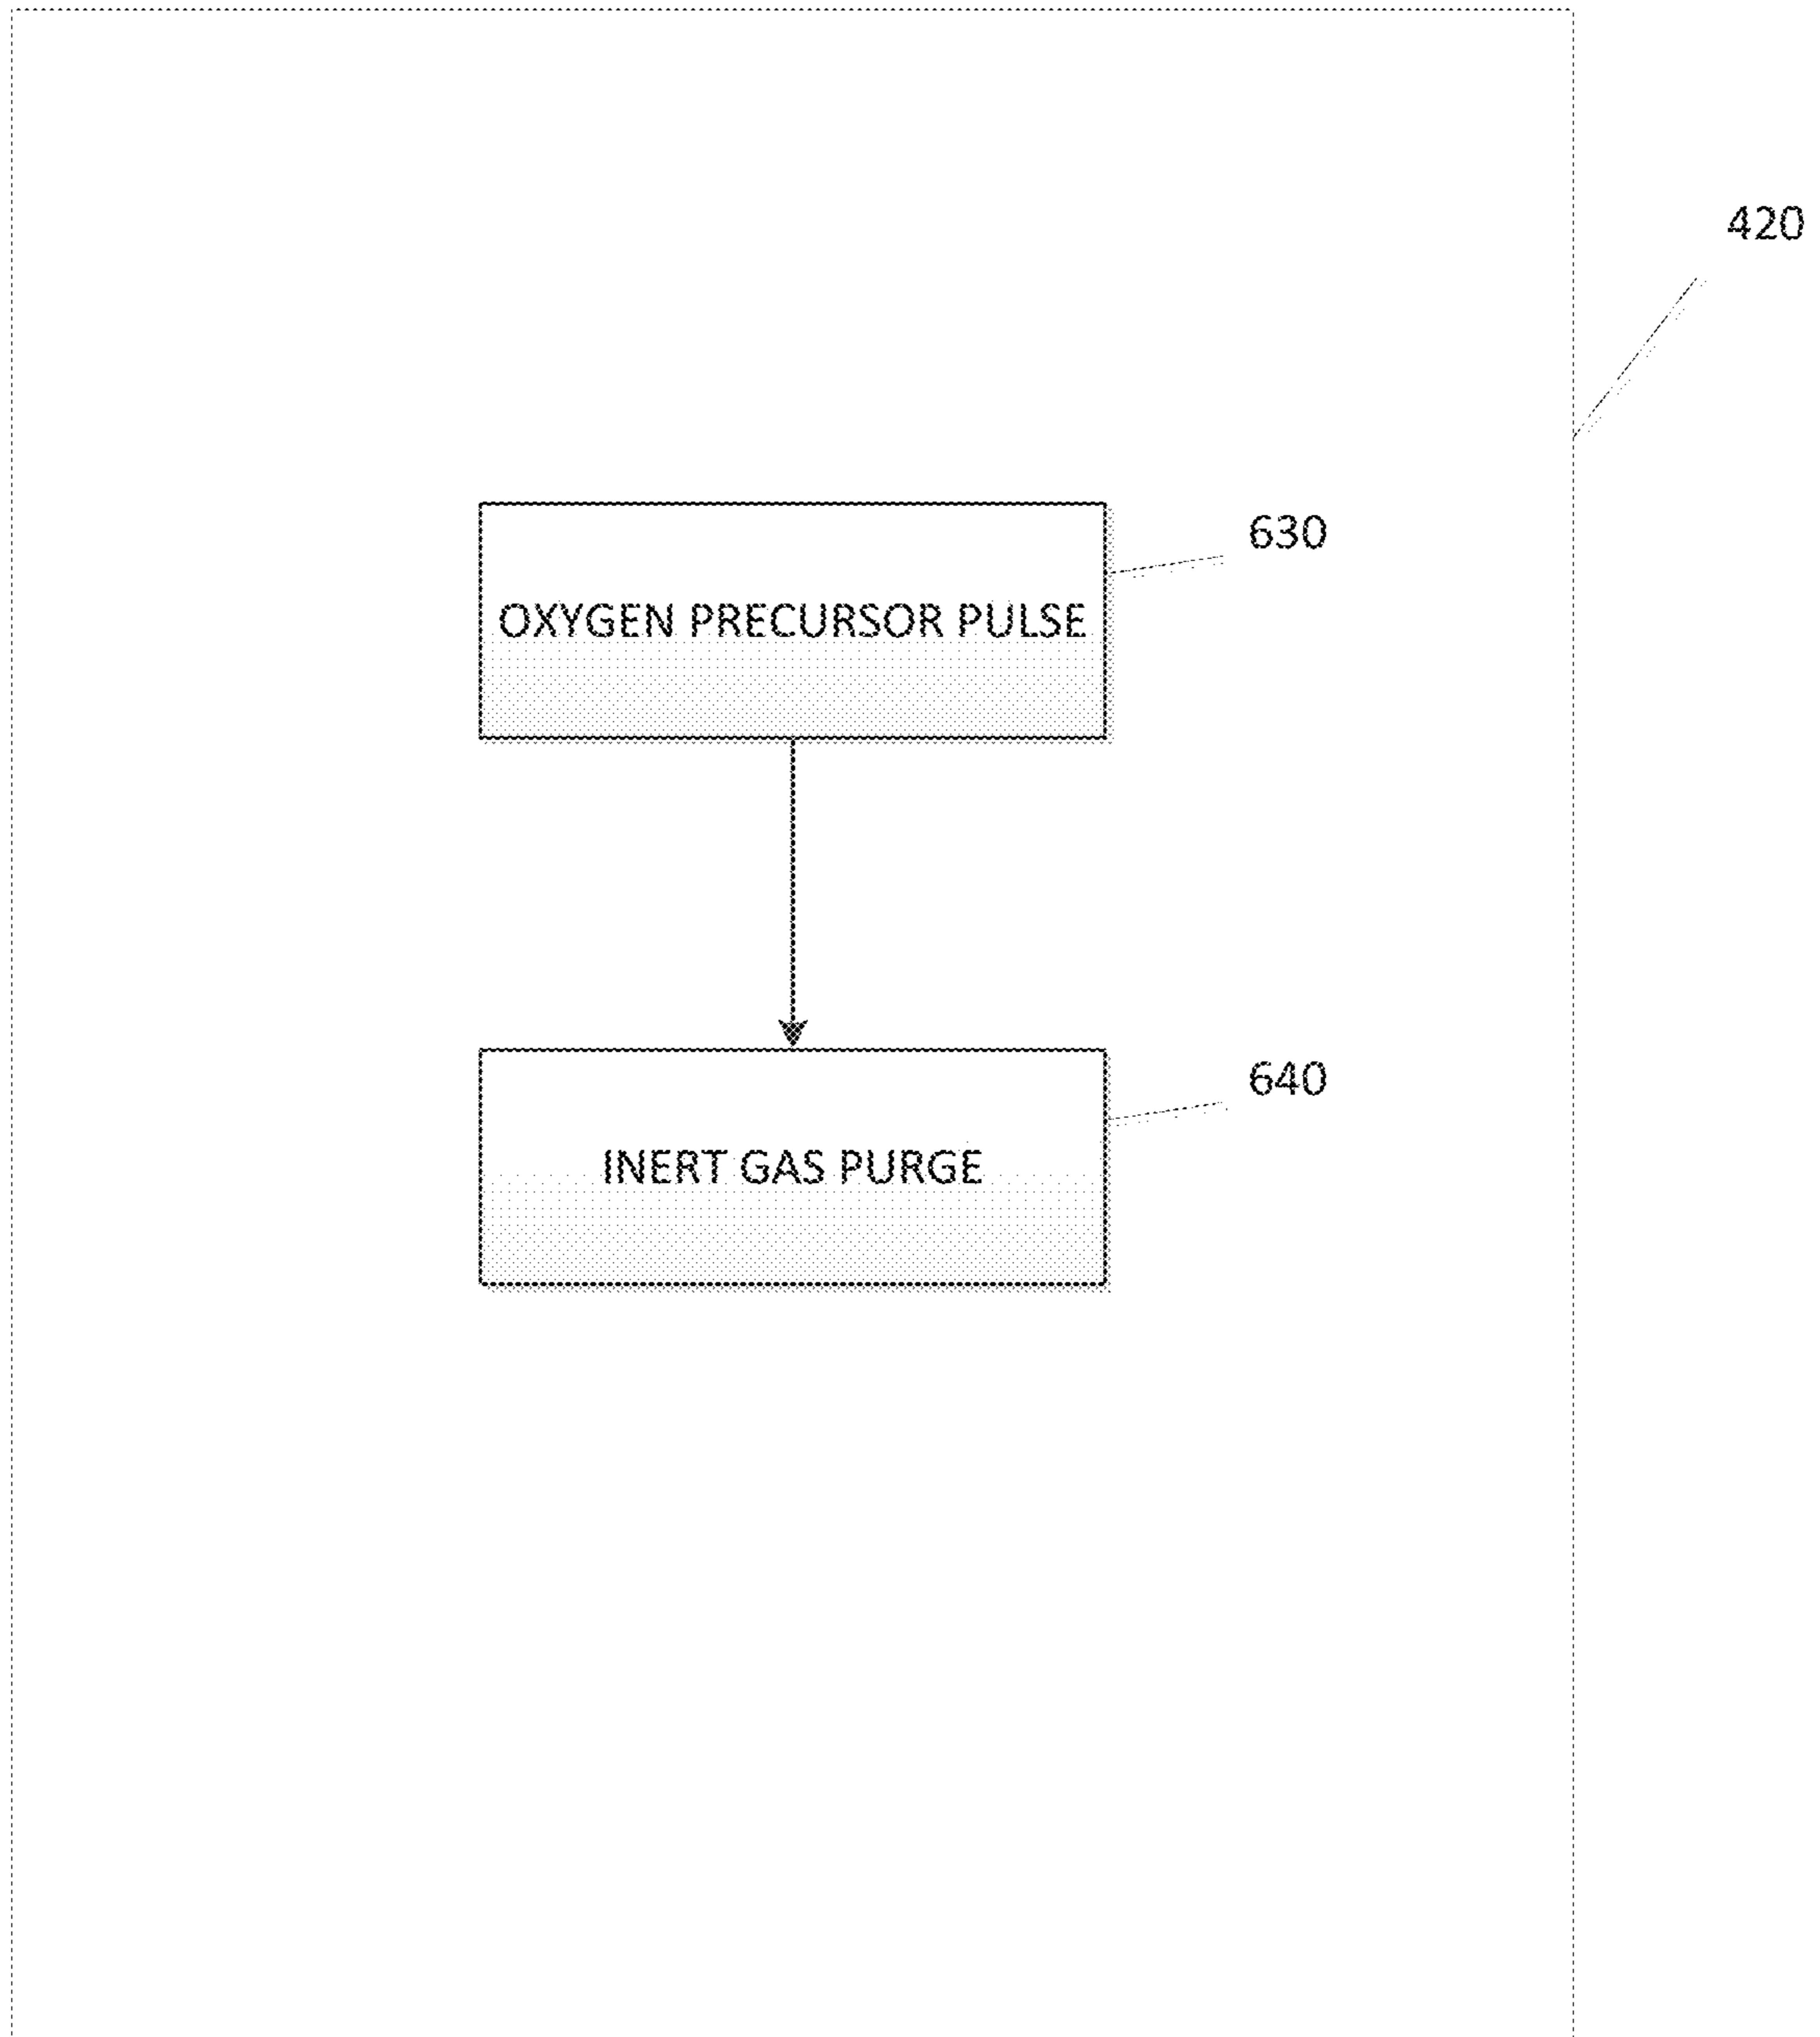 420
630
OXYGEN PRECURSOR PULSE
640
INERT GAS PURGE